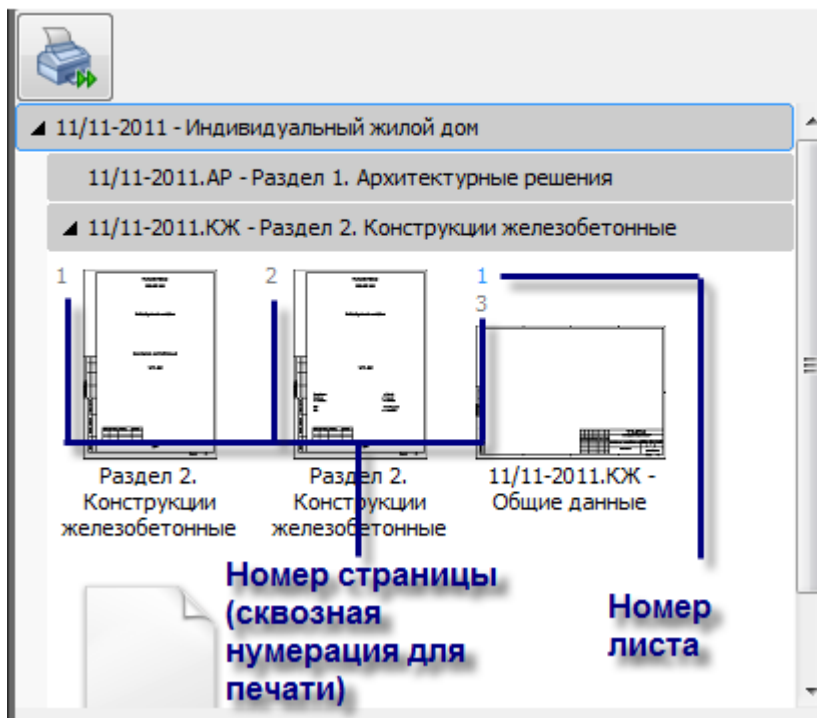 11/11-2011 - Индивидуальный жилой дом
11/11-2011.АР - Раздел 1. Архитектурные решения
11/11-2011.КЖ - Раздел 2. Конструкции железобетонные
1
2
1
3
Раздел 2.
Конструкции
железобетонные
Раздел 2.
Конструкции
железобетонные
11/11-2011.КЖ -
Общие данные
Номер страницы
(сквозная
нумерация для
печати)
Номер
листа